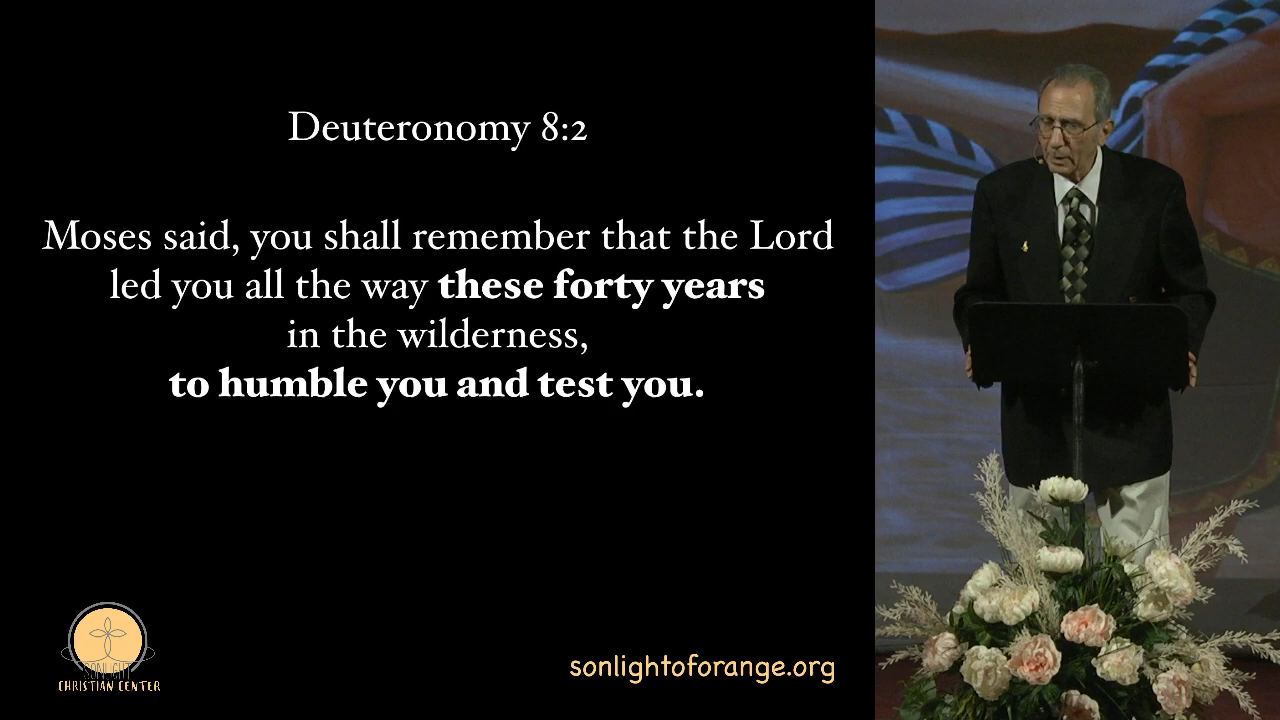 Deuteronomy 8:2
Moses said, you shall remember that the Lord
led you all the way these forty years
in the wilderness,
to humble you and test you.
SONLIGHT
CHRISTIAN CENTER
sonlightoforange.org